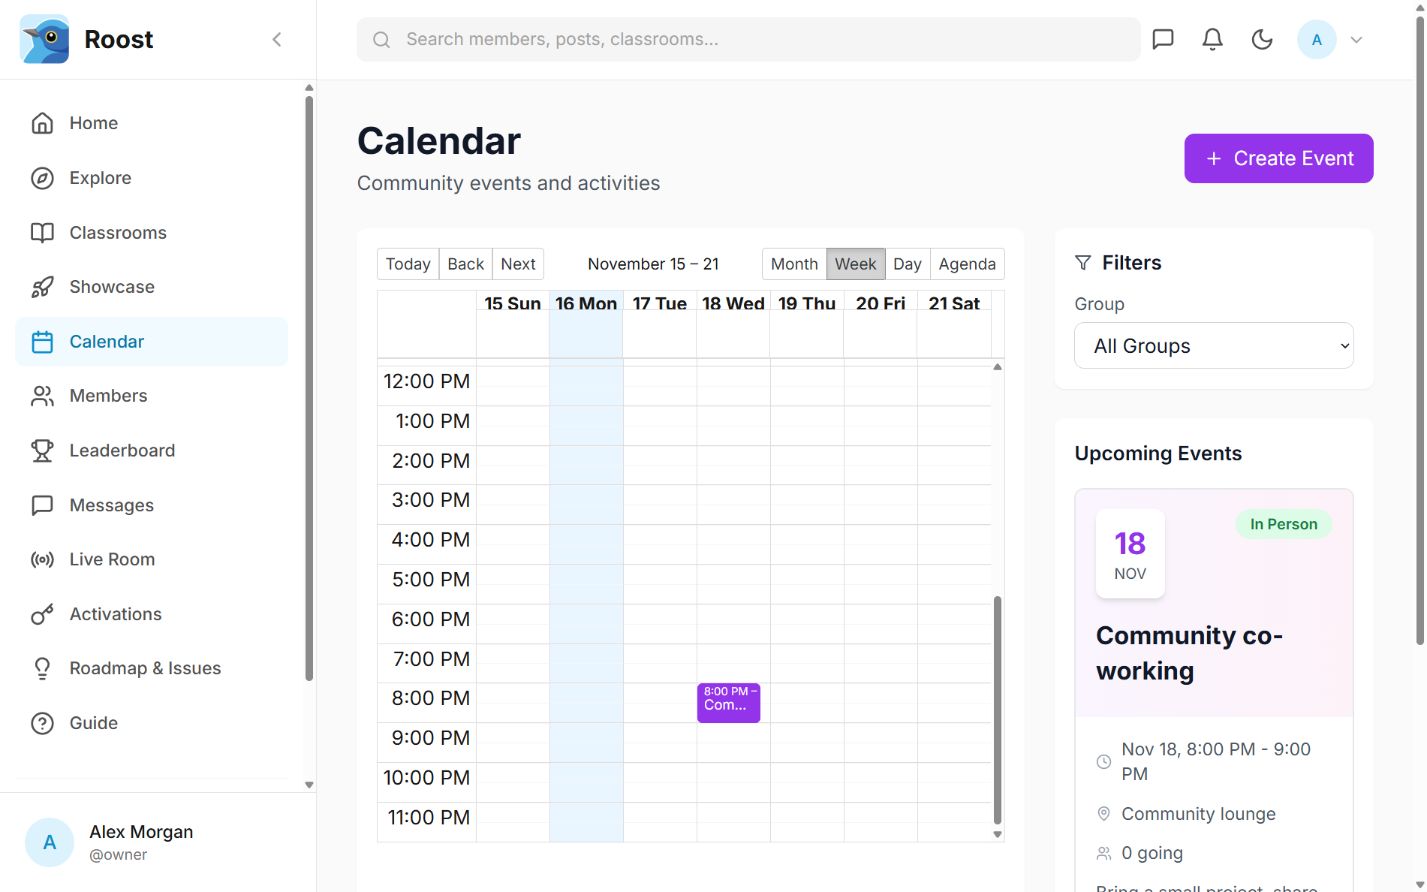 Roost
Search members, posts, classrooms...
A
Home
Explore
Classrooms
Showcase
Calendar
Members
Leaderboard
Messages
Live Room
Activations
Roadmap & Issues
Guide
A
Alex Morgan
@owner
Calendar
Community events and activities
+ Create Event
Today Back Next
November 15 – 21
Month Week Day Agenda
15 Sun 16 Mon 17 Tue 18 Wed 19 Thu 20 Fri 21 Sat
12:00 PM
1:00 PM
2:00 PM
3:00 PM
4:00 PM
5:00 PM
6:00 PM
7:00 PM
8:00 PM
9:00 PM
10:00 PM
11:00 PM
8:00 PM –
Com...
Filters
Group
All Groups
Upcoming Events
18
NOV
In Person
Community co-
working
Nov 18, 8:00 PM - 9:00
PM
Community lounge
0 going
Bring a small project, share